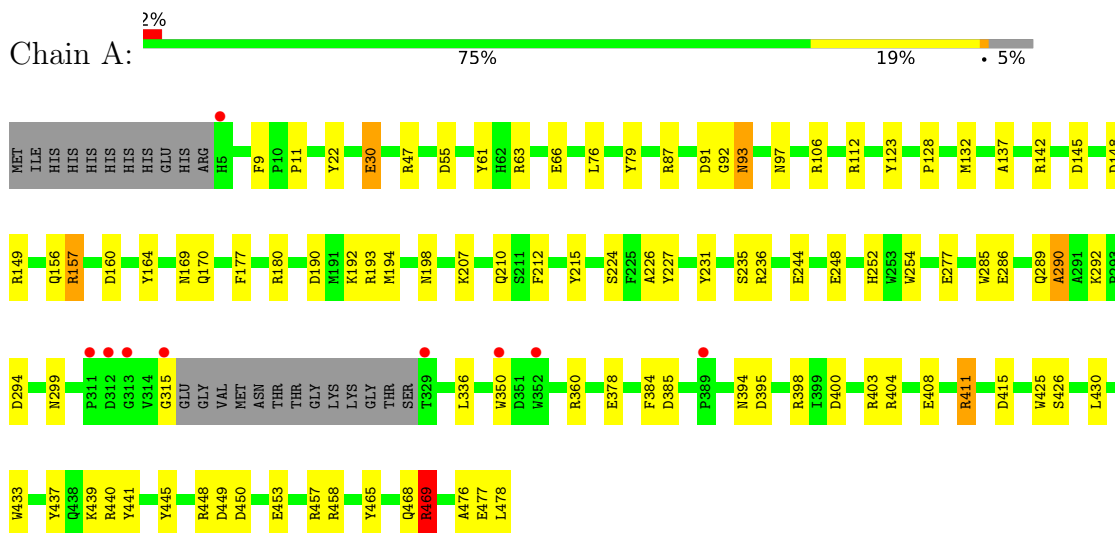 2%
Chain A:
75% 19% • 5%
MET ILE HIS HIS HIS HIS HIS HIS GLU HIS ARG H5 F9 P10 P11 Y22 E30 R47 D55 Y61 H62 R63 E66 L76 Y79 R87 D91 G92 N93 N97 R106 R112 Y123 P128 M132 A137 R142 D145 D148
R149 Q156 R157 D160 Y164 N169 Q170 F177 R180 D190 M191 K192 R193 M194 N198 K207 Q210 S211 F212 Y215 S224 F225 A226 Y227 Y231 S235 R236 E244 E248 H252 W253 W254 E277 W285 E286 Q289 A290 A291 K292 P293
D294 N299 P311 D312 G313 V314 G315 GLU GLY VAL MET ASN THR THR GLY LYS LYS GLY THR SER T329 L336 W350 D351 W352 R360 E378 F384 D385 P389 N394 D395 R398 I399 D400 R403 R404 E408 R411 D415 W425 S426 L430
W433 Y437 Q438 K439 R440 Y441 Y445 R448 D449 D450 E453 R457 R458 Y465 Q468 R469 A476 E477 L478